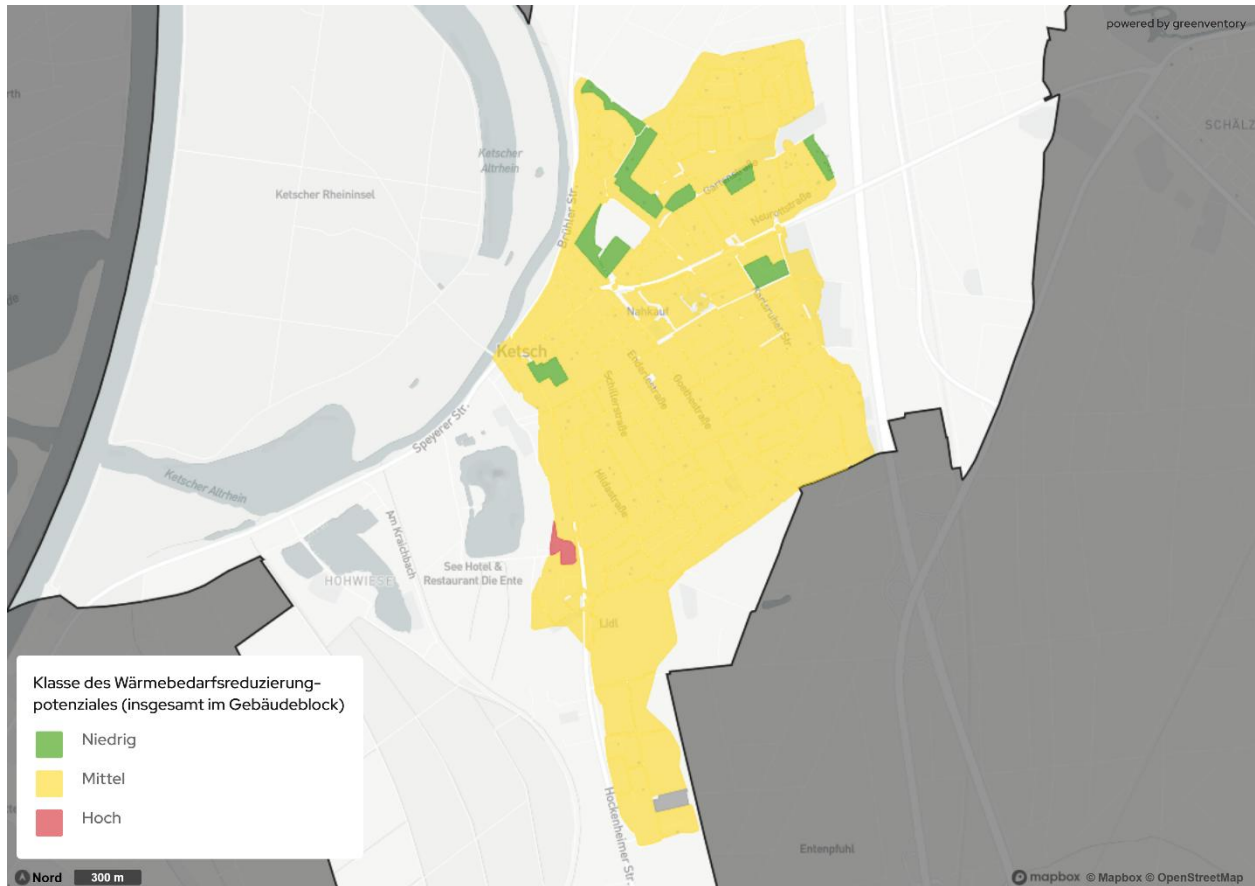 powered by greenventory
rth
SCHÄLZ
Ketscher
Altrhein
Ketscher Rheininsel
Brühler Str.
Gartenstraße
Neurottstraße
Nahkauf
Karlsruher Str.
Ketsch
Enderlestraße
Schillerstraße
Goethestraße
Speyerer Str.
Ketscher Altrhein
Hildastraße
Am Kraichbach
See Hotel &
Restaurant Die Ente
HOHWIESE
Lidl
Klasse des Wärmebedarfsreduzierung-
potenziales (insgesamt im Gebäudeblock)
Niedrig
Mittel
Hoch
Hockenheimer Str.
Entenpfuhl
Nord
300 m
mapbox © Mapbox © OpenStreetMap